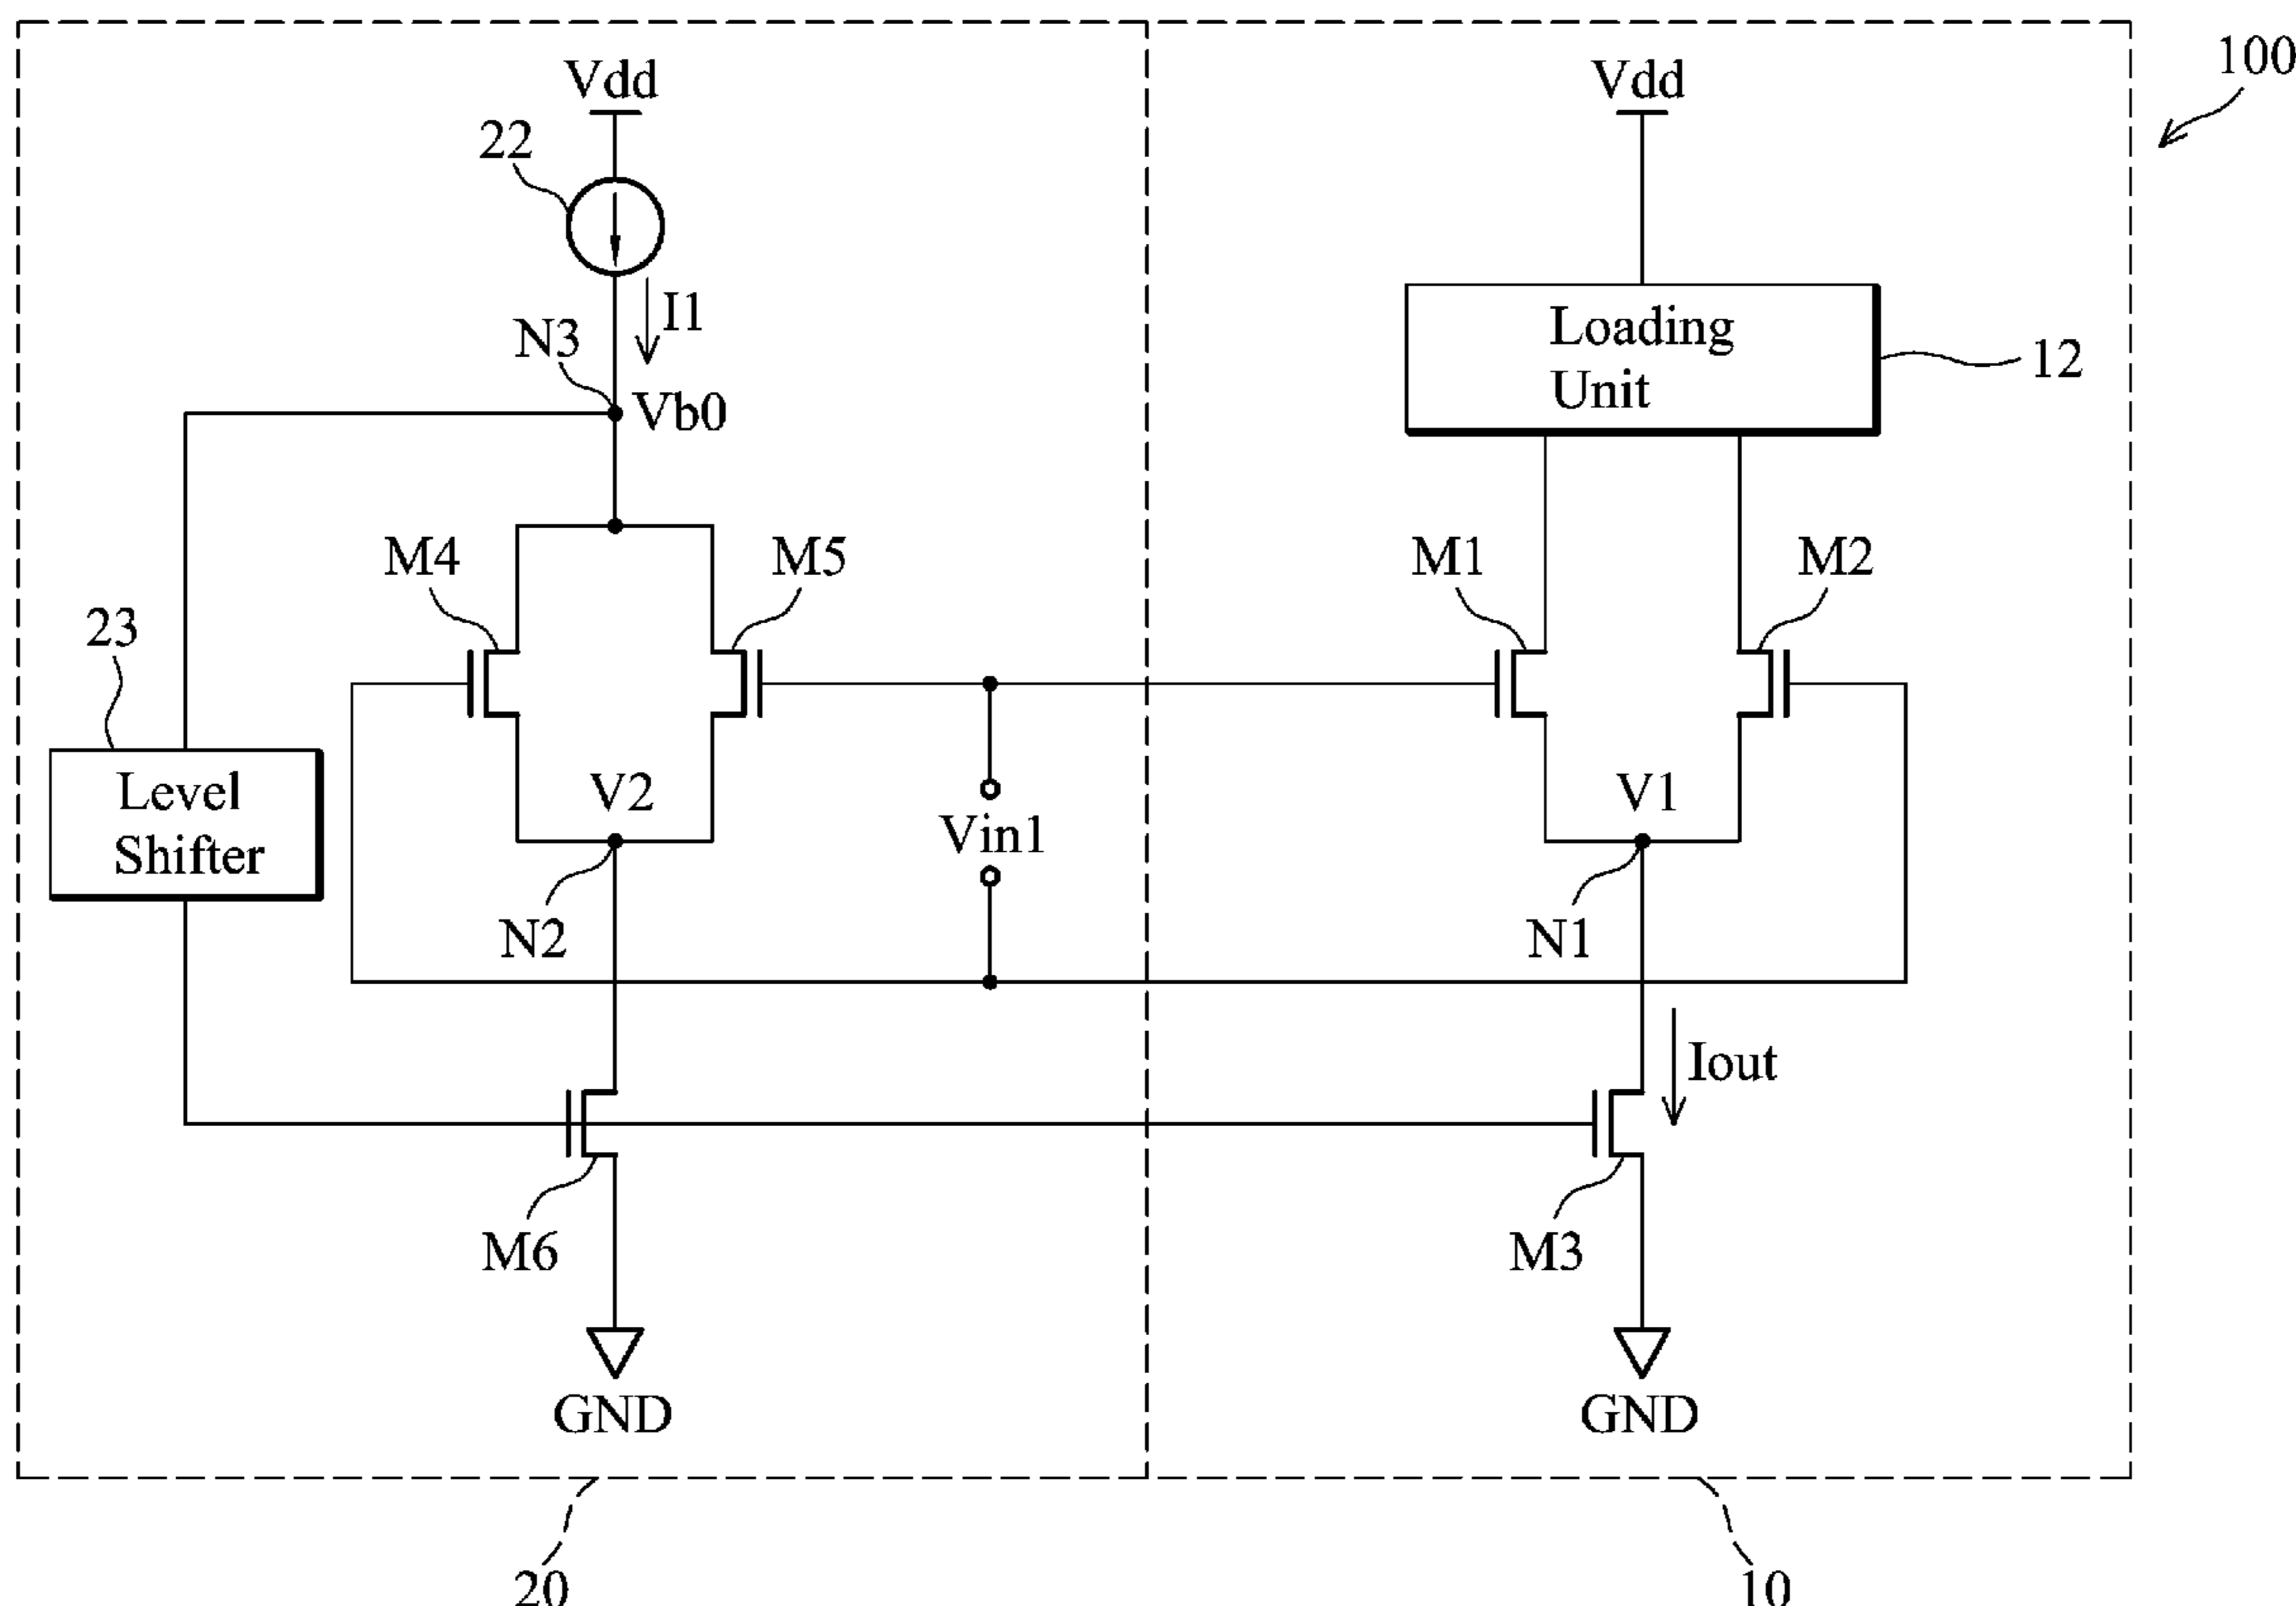 100
Vdd
Vdd
22
I1
N3
Vb0
Loading
Unit
12
M4
M5
M1
M2
23
Level
Shifter
V2
Vin1
V1
N2
N1
Iout
M6
M3
GND
GND
20
10